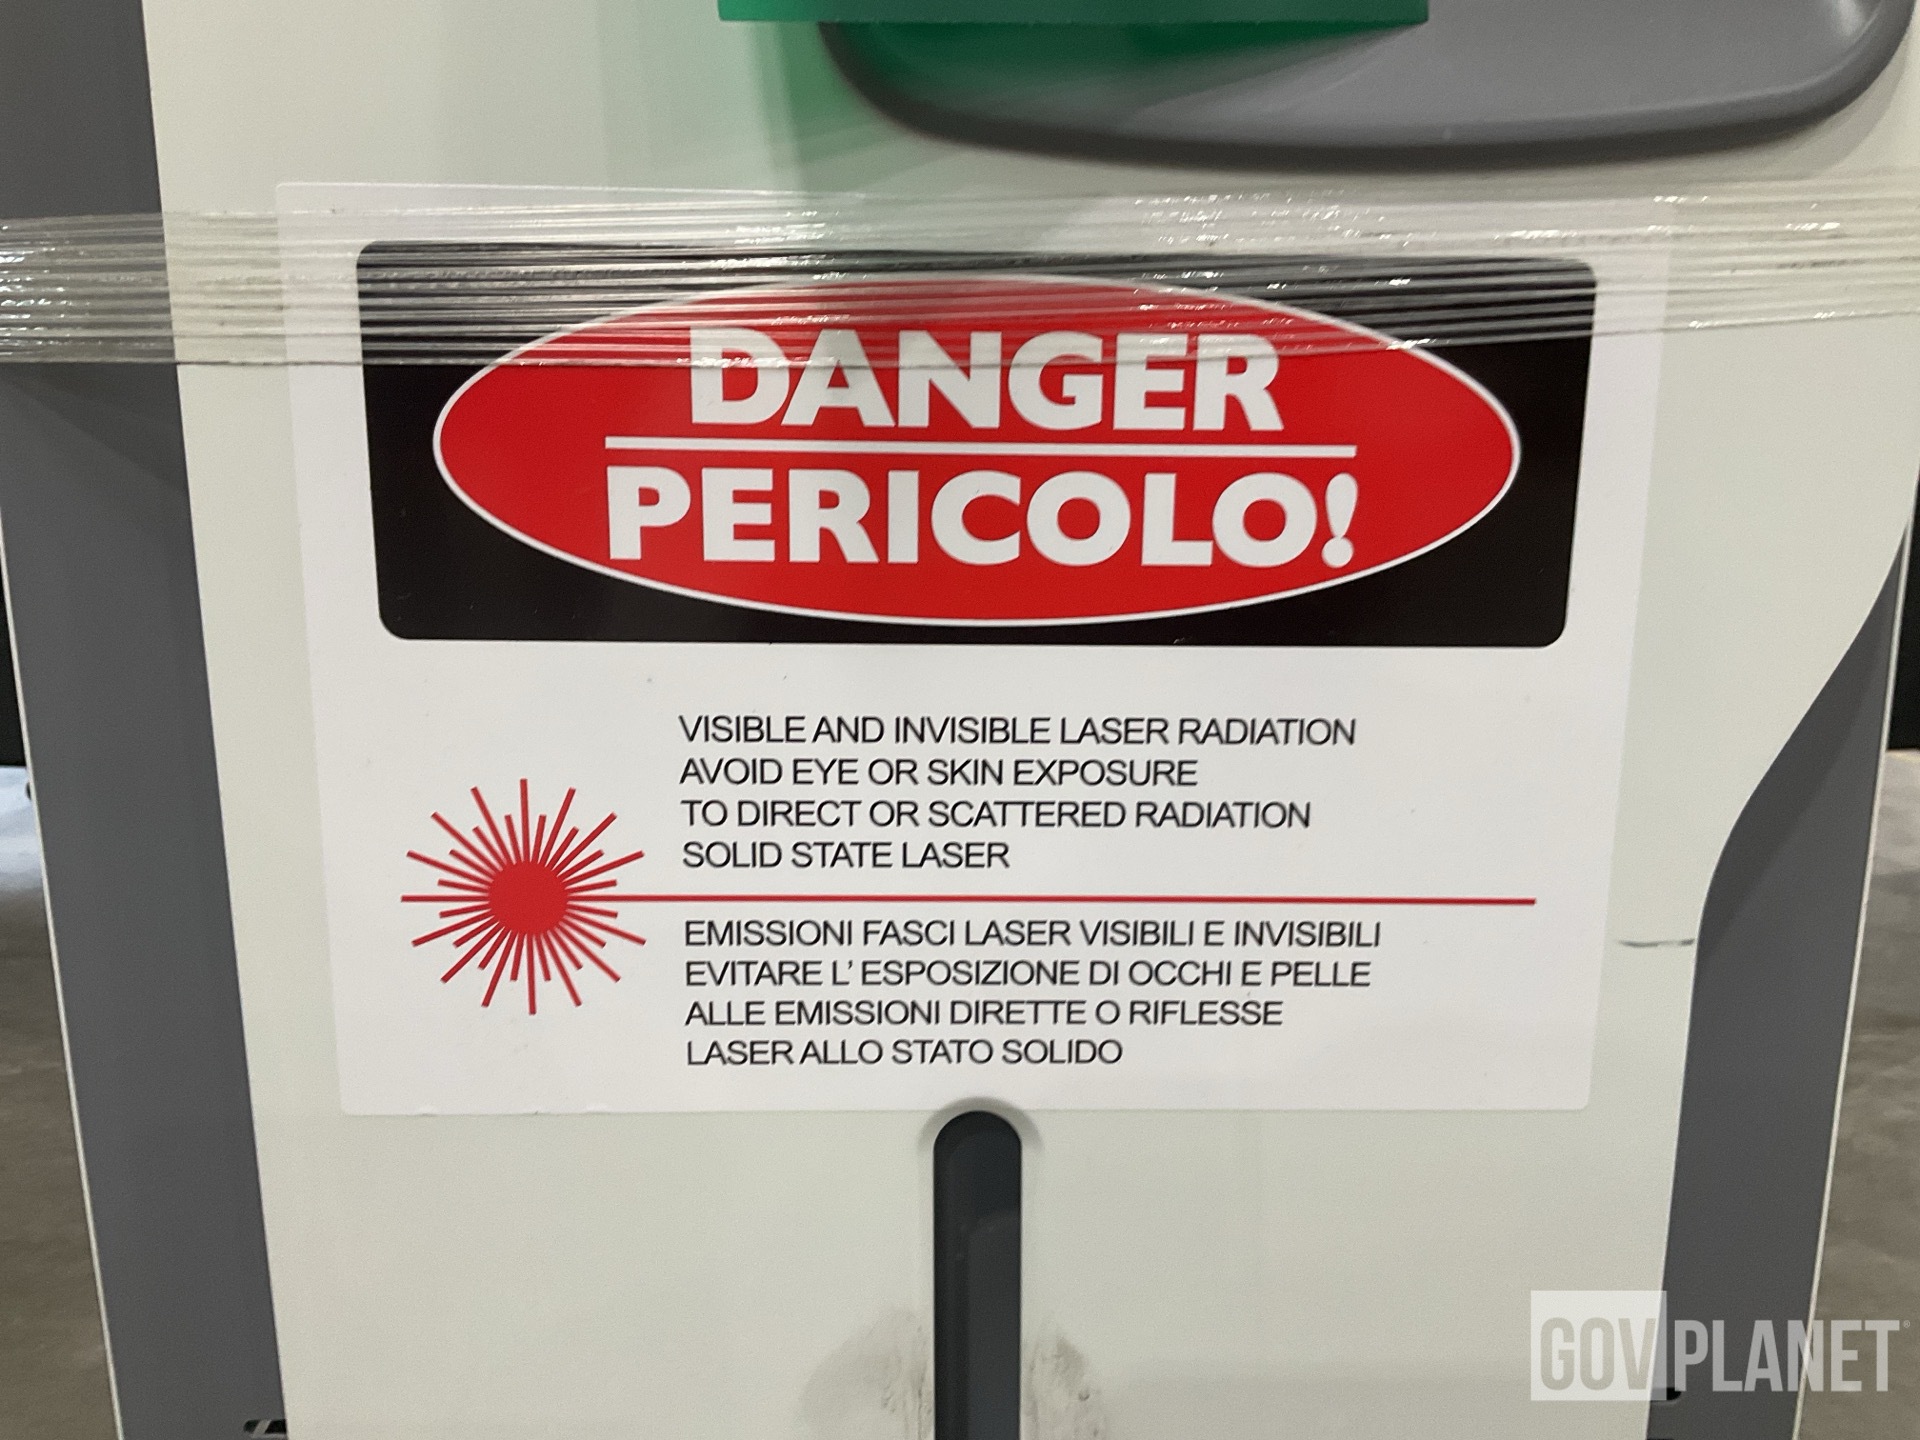 DANGER
PERICOLO!
VISIBLE AND INVISIBLE LASER RADIATION
AVOID EYE OR SKIN EXPOSURE
TO DIRECT OR SCATTERED RADIATION
SOLID STATE LASER
EMISSIONI FASCI LASER VISIBILI E INVISIBILI
EVITARE L' ESPOSIZIONE DI OCCHI E PELLE
ALLE EMISSIONI DIRETTE O RIFLESSE
LASER ALLO STATO SOLIDO
GOVPLANET®